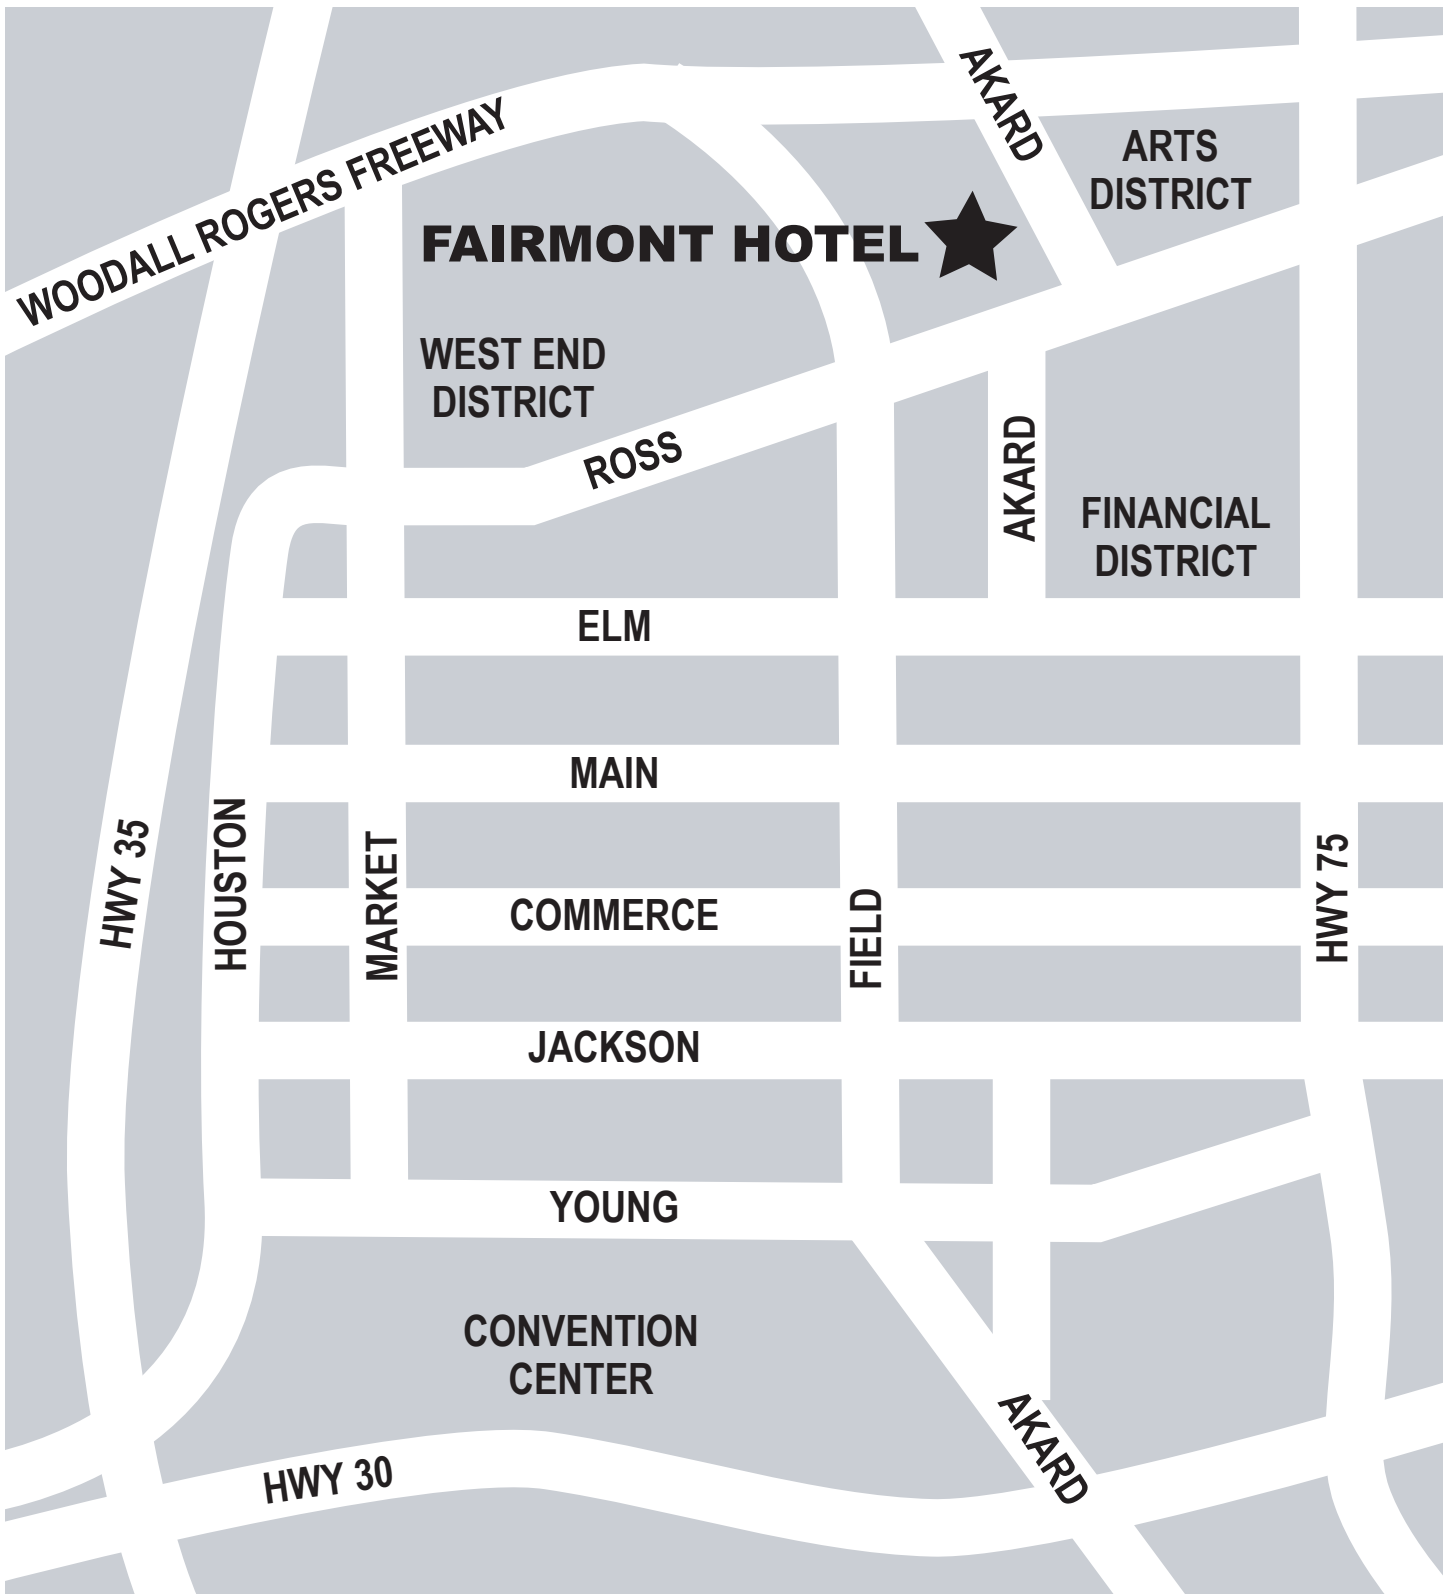 AKARD
WOODALL ROGERS FREEWAY
ARTS
DISTRICT
FAIRMONT HOTEL
WEST END
DISTRICT
ROSS
AKARD
FINANCIAL
DISTRICT
ELM
MAIN
HWY 35
HOUSTON
MARKET
COMMERCE
FIELD
HWY 75
JACKSON
YOUNG
CONVENTION
CENTER
AKARD
HWY 30